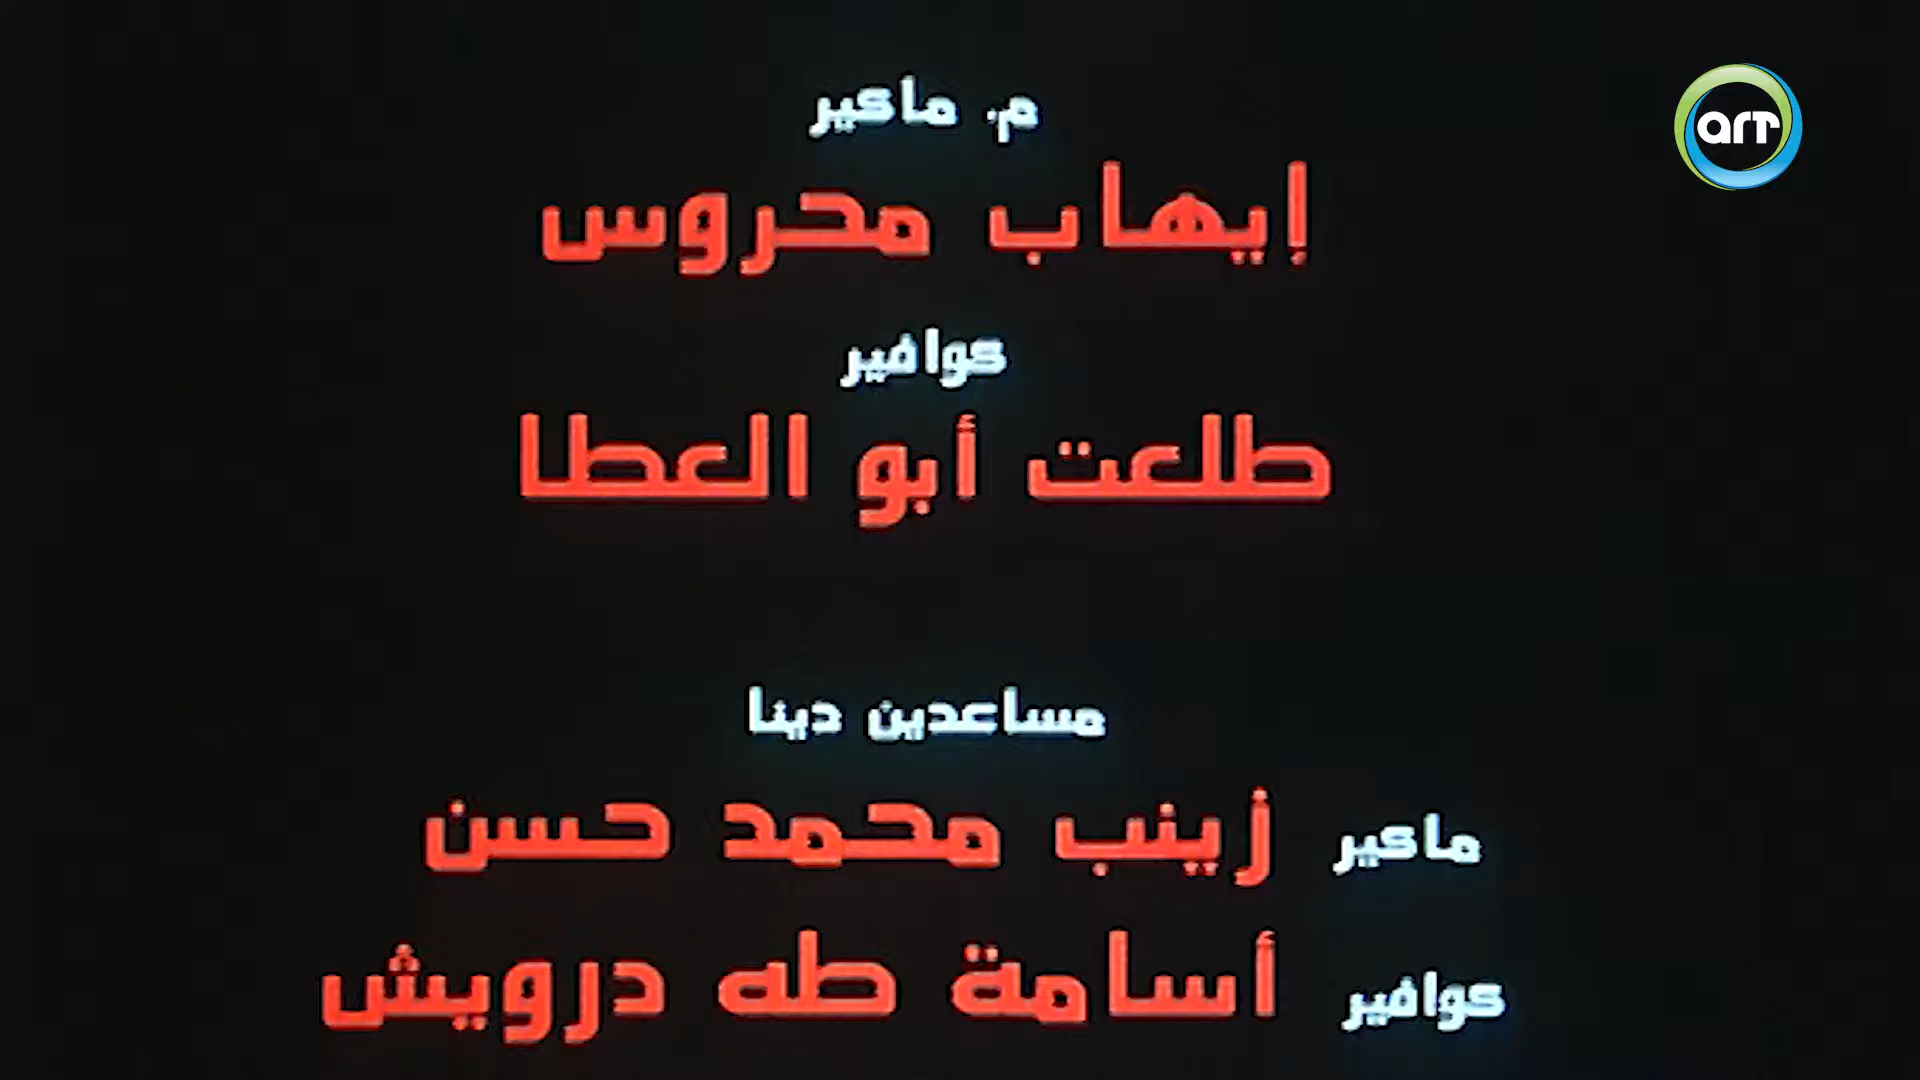 م. ماكير
إيهاب محروس
كوافير
طلعت أبو العطا
مساعدين دينا
ماكير زينب محمد حسن
كوافير أسامة طه درويش
art